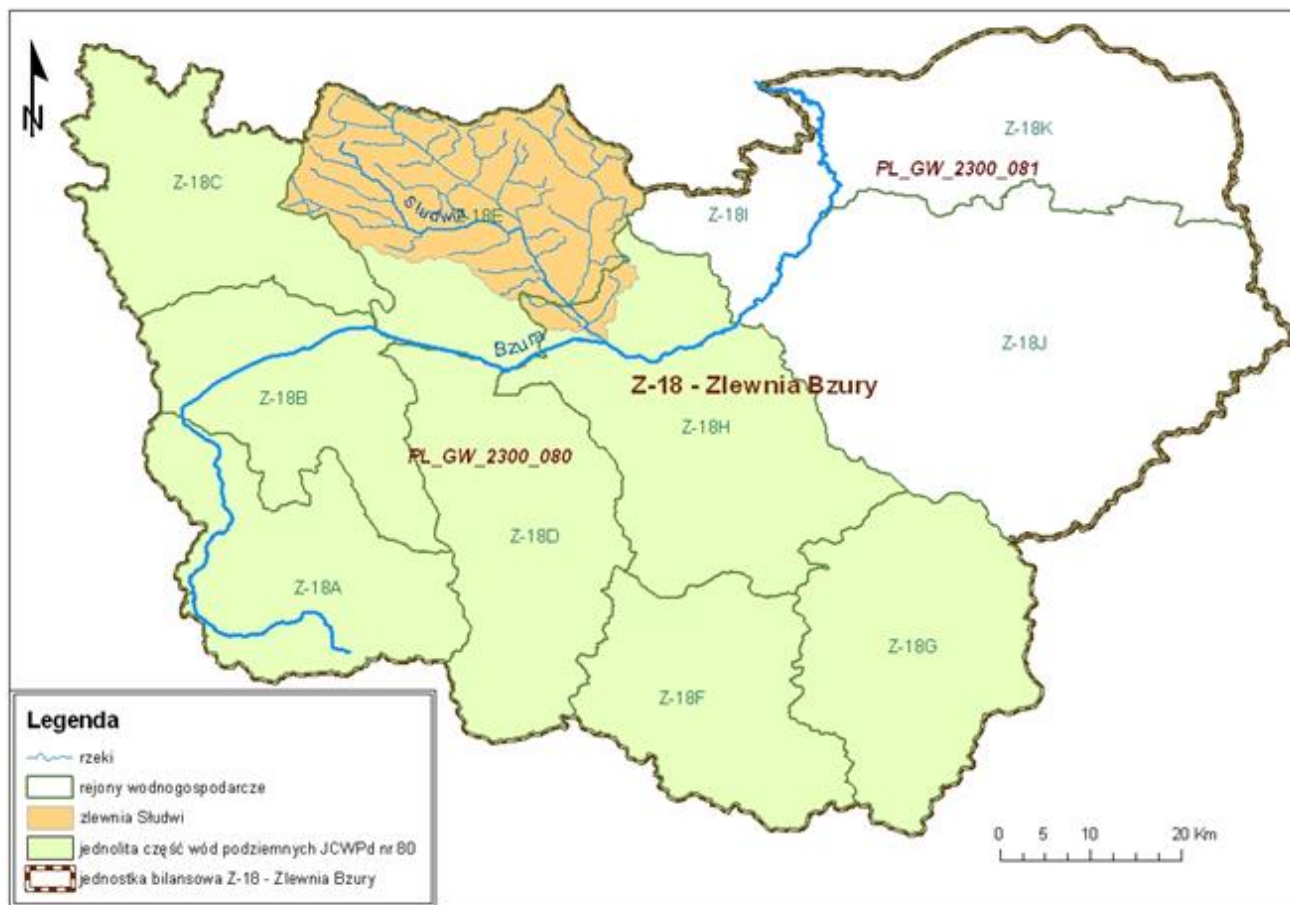 N
Z-18C
Z-18K
PL_GW_2300_081
Słudwia
Z-18E
Z-18I
Z-18J
Bzura
Z-18 - Zlewnia Bzury
Z-18B
Z-18H
PL_GW_2300_080
Z-18D
Z-18A
Z-18G
Z-18F
Legenda
rzeki
rejony wodnogospodarcze
zlewnia Słudwi
jednolita część wód podziemnych JCWPd nr 80
jednostka bilansowa Z-18 - Zlewnia Bzury
0 5 10 20 Km